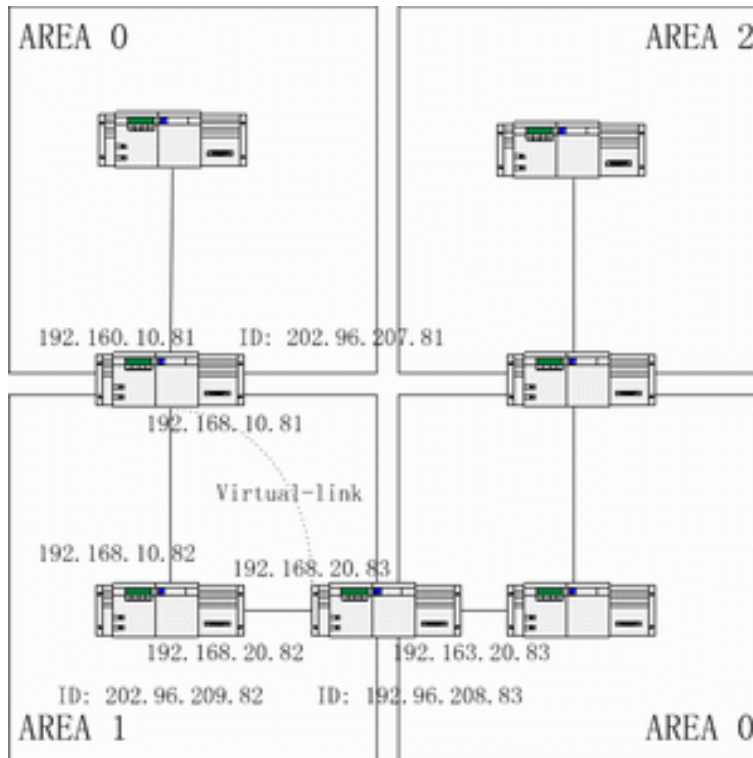 AREA 0
AREA 2
192.160.10.81
ID: 202.96.207.81
192.168.10.81
Virtual-link
192.168.10.82
192.168.20.83
192.168.20.82
192.163.20.83
ID: 202.96.209.82
ID: 192.96.208.83
AREA 1
AREA 0